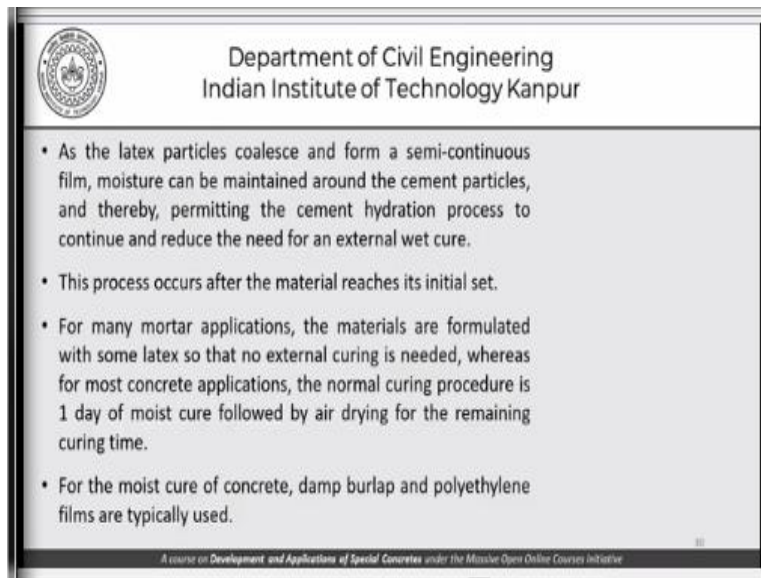 Department of Civil Engineering
Indian Institute of Technology Kanpur
• As the latex particles coalesce and form a semi-continuous
film, moisture can be maintained around the cement particles,
and thereby, permitting the cement hydration process to
continue and reduce the need for an external wet cure.
• This process occurs after the material reaches its initial set.
• For many mortar applications, the materials are formulated
with some latex so that no external curing is needed, whereas
for most concrete applications, the normal curing procedure is
1 day of moist cure followed by air drying for the remaining
curing time.
• For the moist cure of concrete, damp burlap and polyethylene
films are typically used.
A course on Development and Applications of Special Concretes under the Massive Open Online Courses Initiative